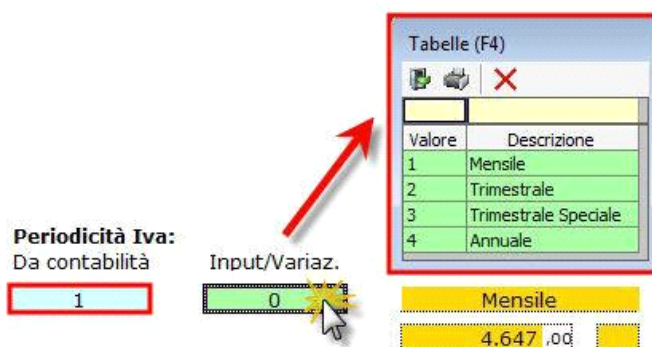 Tabelle (F4)
Valore Descrizione
1 Mensile
2 Trimestrale
3 Trimestrale Speciale
4 Annuale
Periodicità Iva:
Da contabilità Input/Variaz.
1 0 Mensile
4.647 ,00